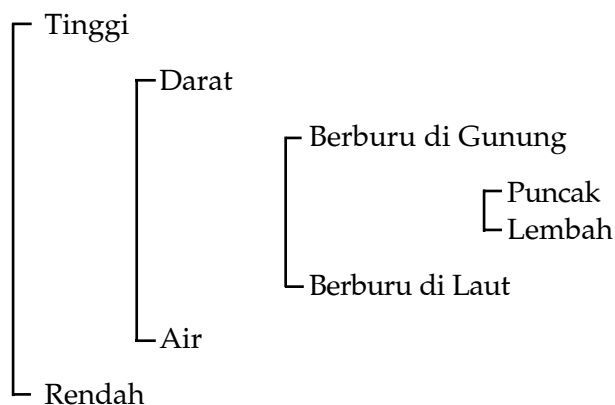 Tinggi
Darat
Berburu di Gunung
Puncak
Lembah
Berburu di Laut
Air
Rendah